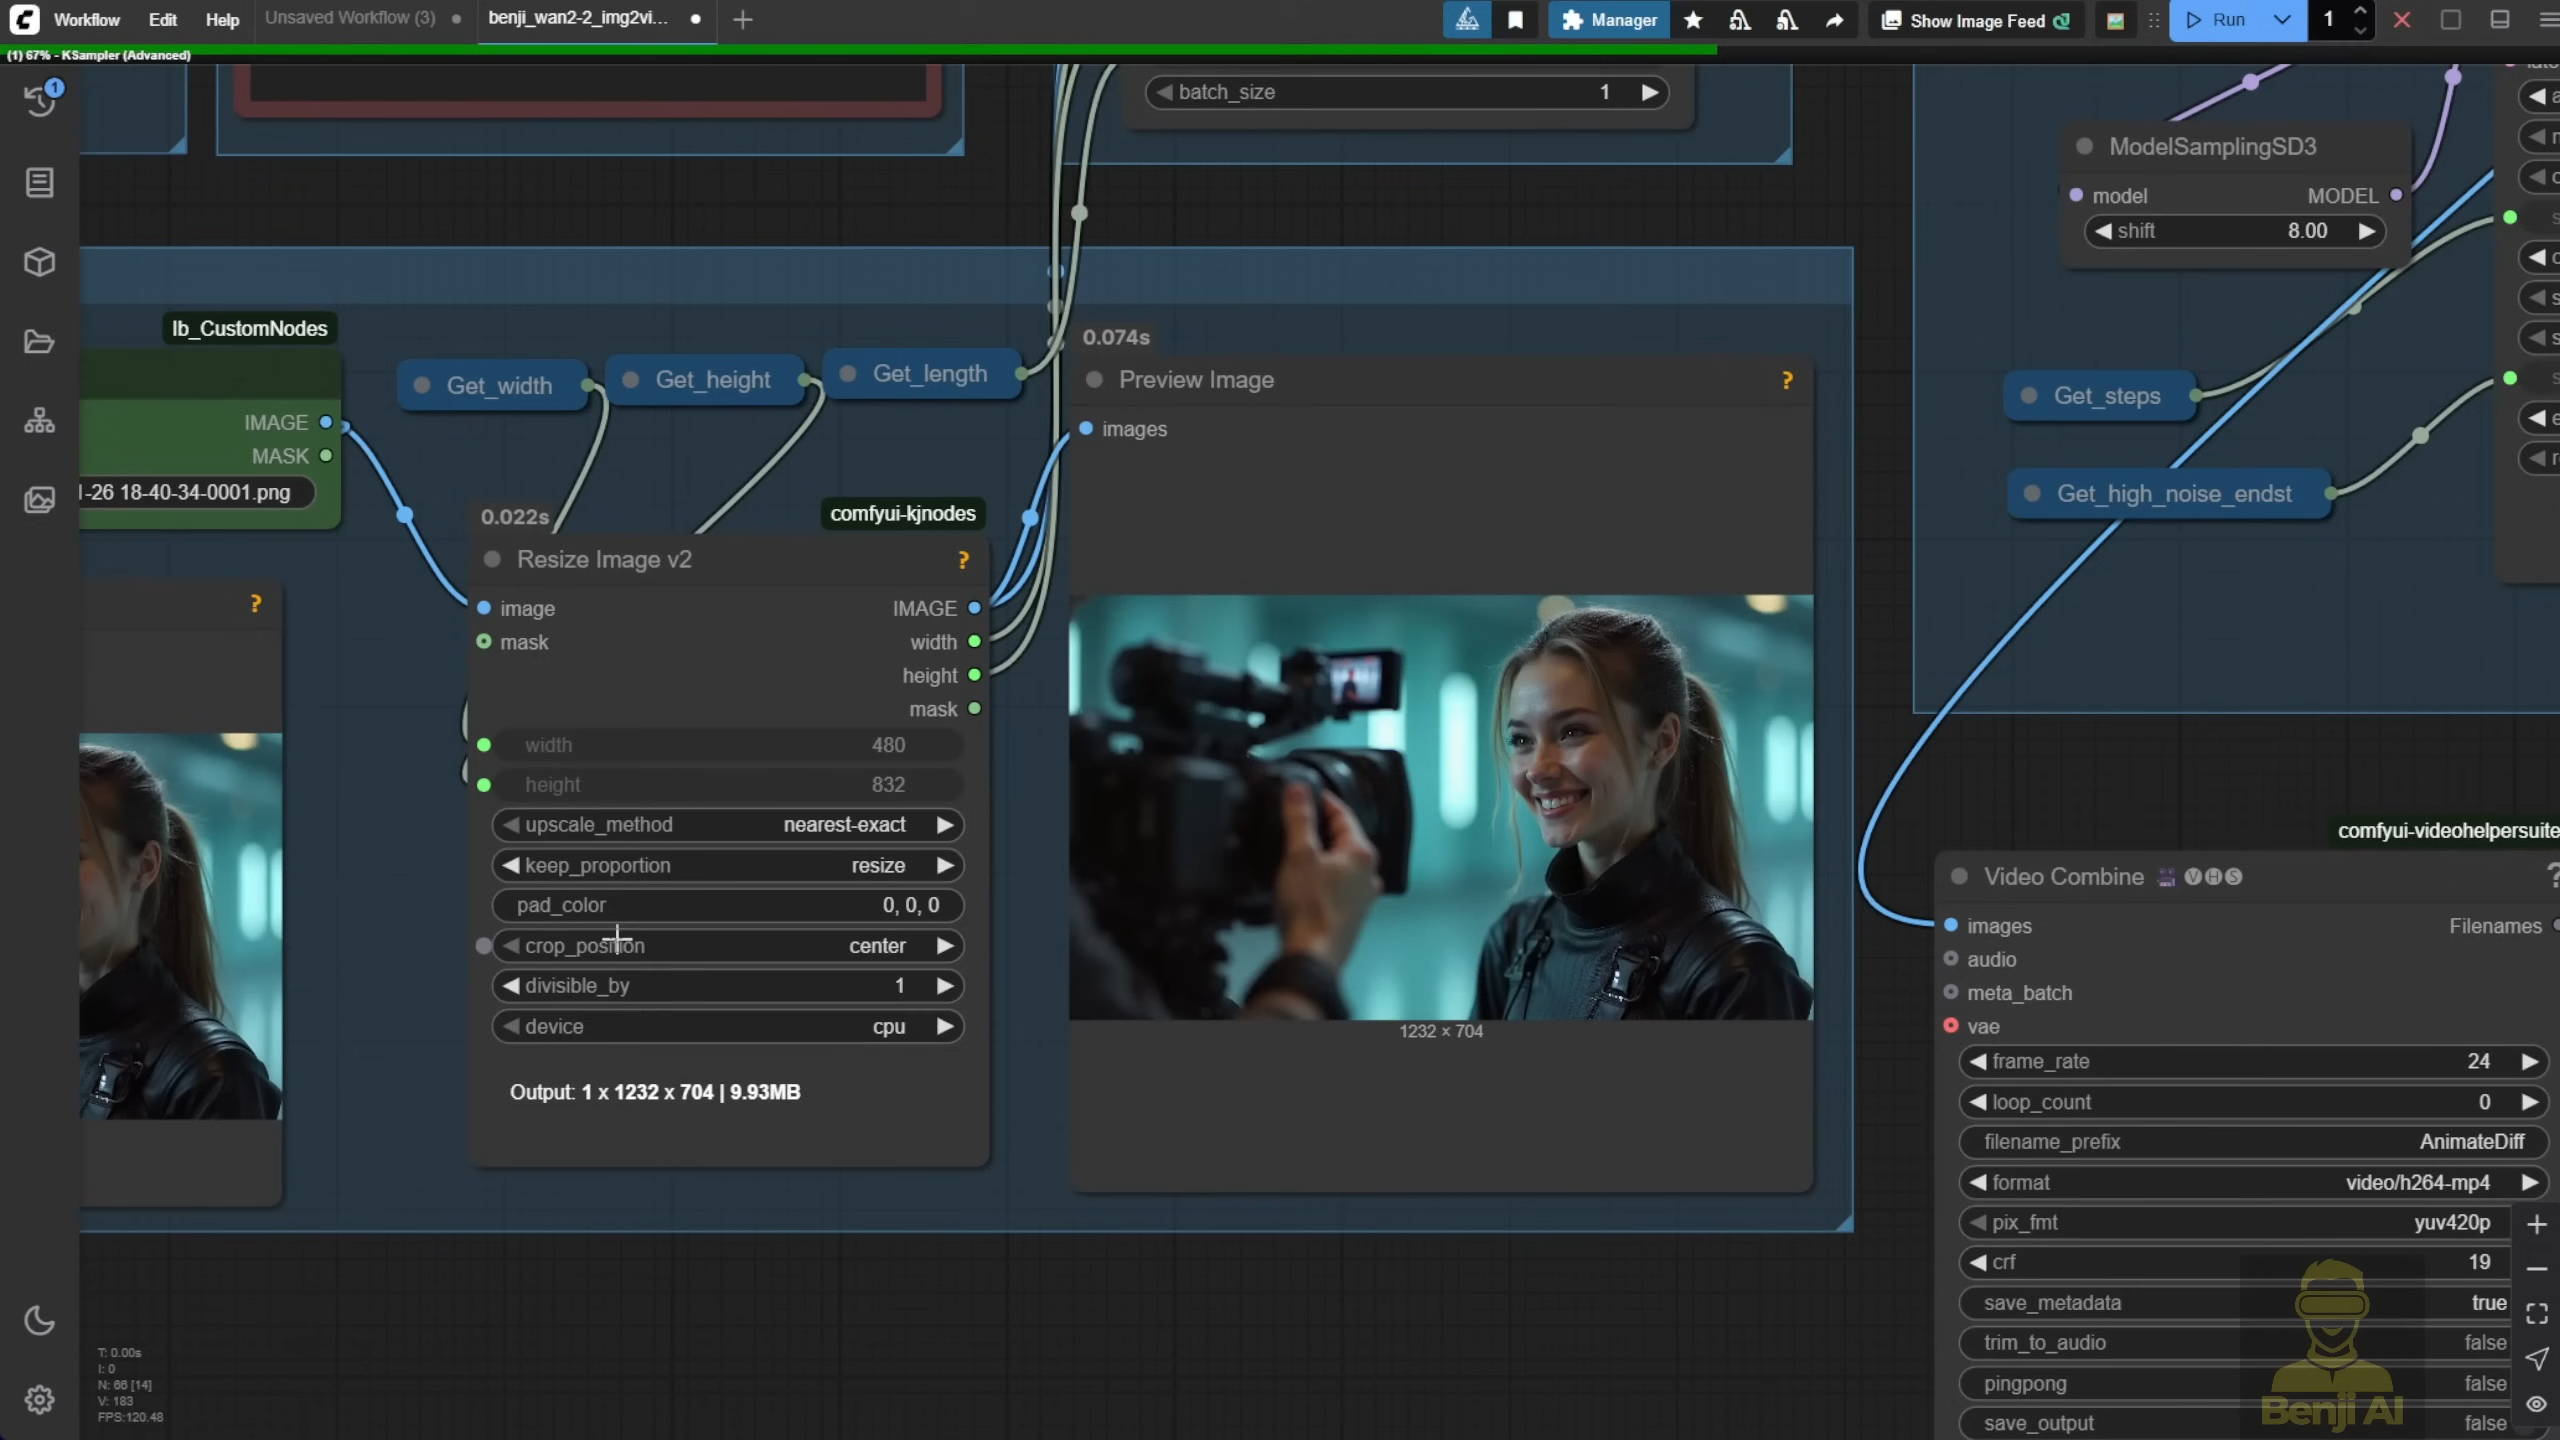 Workflow Edit Help Unsaved Workflow (3) benji_wan2-2_img2vi...
Manager Show Image Feed Run 1
(1) 67% - KSampler (Advanced)
1
batch_size 1
ModelSamplingSD3
model MODEL
shift 8.00
lb_CustomNodes
IMAGE
MASK
1-26 18-40-34-0001.png
?
Get_width
Get_height
Get_length
0.074s
Preview Image ?
images
1232 × 704
0.022s
comfyui-kjnodes
Resize Image v2 ?
image IMAGE
mask width
height
mask
width 480
height 832
upscale_method nearest-exact
keep_proportion resize
pad_color 0, 0, 0
crop_position center
divisible_by 1
device cpu
Output: 1 x 1232 x 704 | 9.93MB
Get_steps
Get_high_noise_endst
comfyui-videohelpersuite
Video Combine VHS ?
images Filenames
audio
meta_batch
vae
frame_rate 24
loop_count 0
filename_prefix AnimateDiff
format video/h264-mp4
pix_fmt yuv420p
crf 19
save_metadata true
trim_to_audio false
pingpong false
save_output false
T: 0.00s
I: 0
N: 66 [14]
V: 183
FPS:120.48
Benji AI